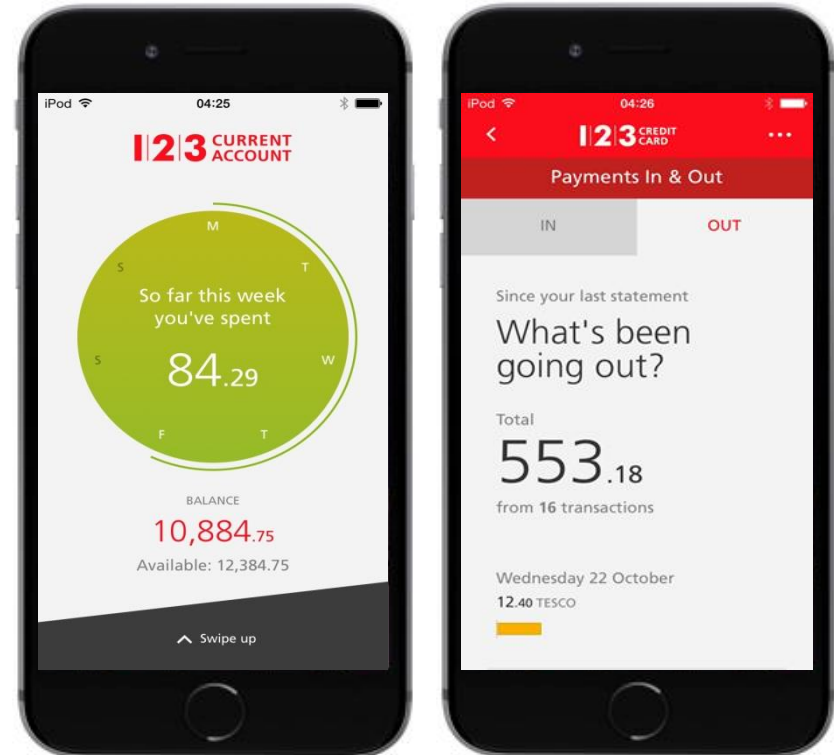 iPod 04:25
1|2|3 CURRENT
ACCOUNT
M
S T
So far this week
you've spent
S W
84.29
F T
BALANCE
10,884.75
Available: 12,384.75
Swipe up
iPod 04:26
1|2|3 CREDIT
CARD
Payments In & Out
IN OUT
Since your last statement
What's been
going out?
Total
553.18
from 16 transactions
Wednesday 22 October
12.40 TESCO